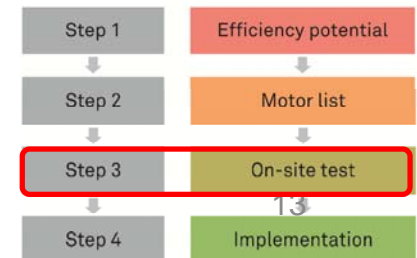 Step 1 Efficiency potential
Step 2 Motor list
Step 3 On-site test
13
Step 4 Implementation